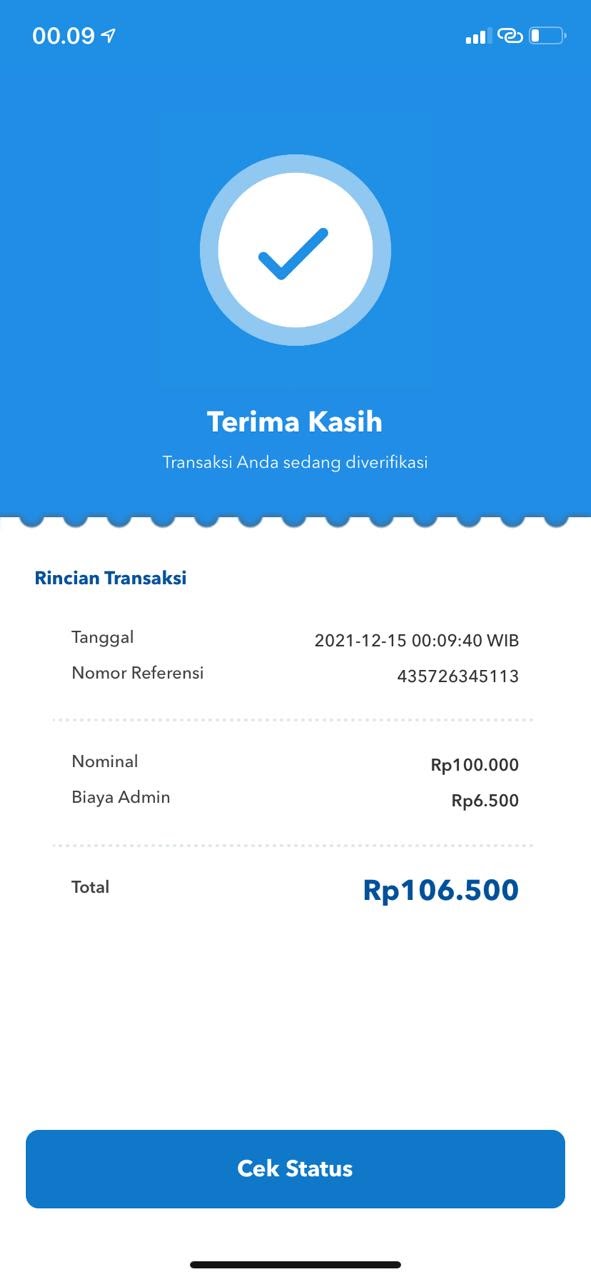 00.09
Terima Kasih
Transaksi Anda sedang diverifikasi
Rincian Transaksi
Tanggal 2021-12-15 00:09:40 WIB
Nomor Referensi 435726345113
Nominal Rp100.000
Biaya Admin Rp6.500
Total Rp106.500
Cek Status